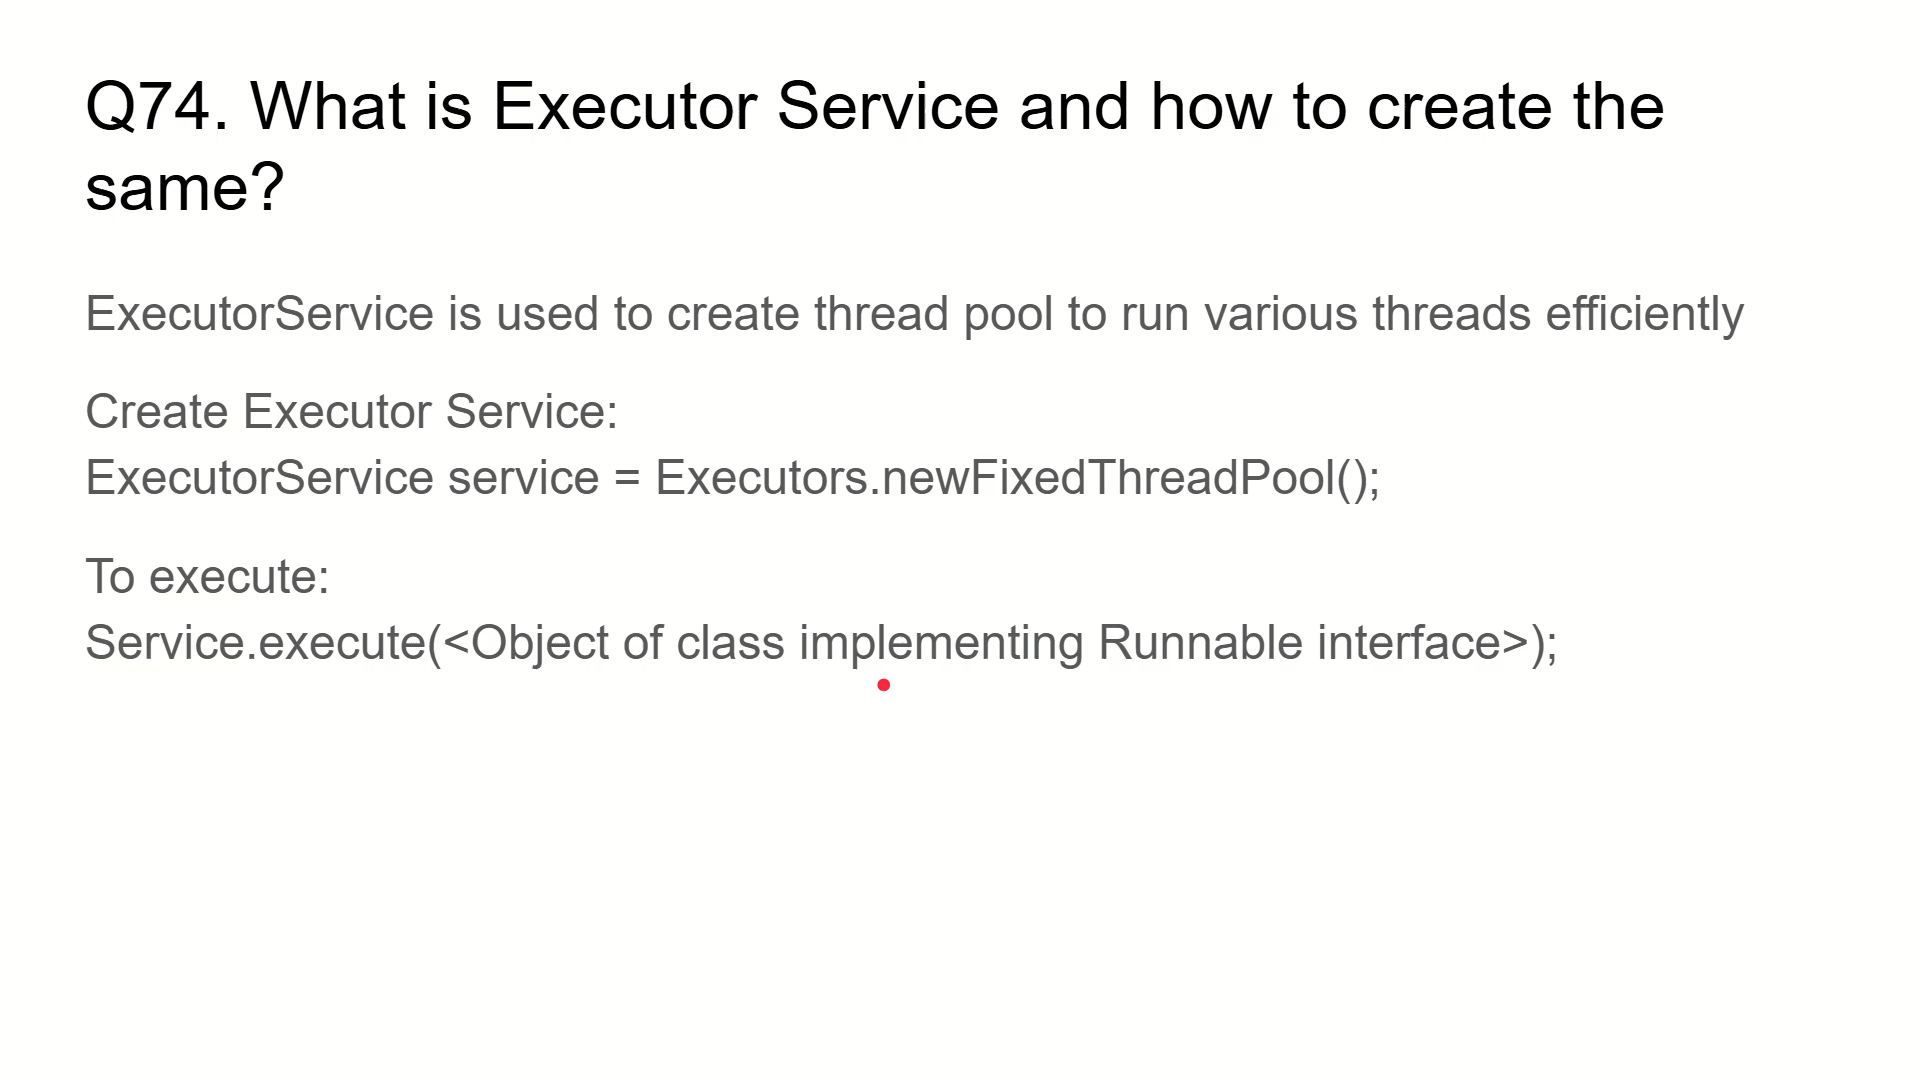 Q74. What is Executor Service and how to create the
same?
ExecutorService is used to create thread pool to run various threads efficiently
Create Executor Service:
ExecutorService service = Executors.newFixedThreadPool();
To execute:
Service.execute(<Object of class implementing Runnable interface>);